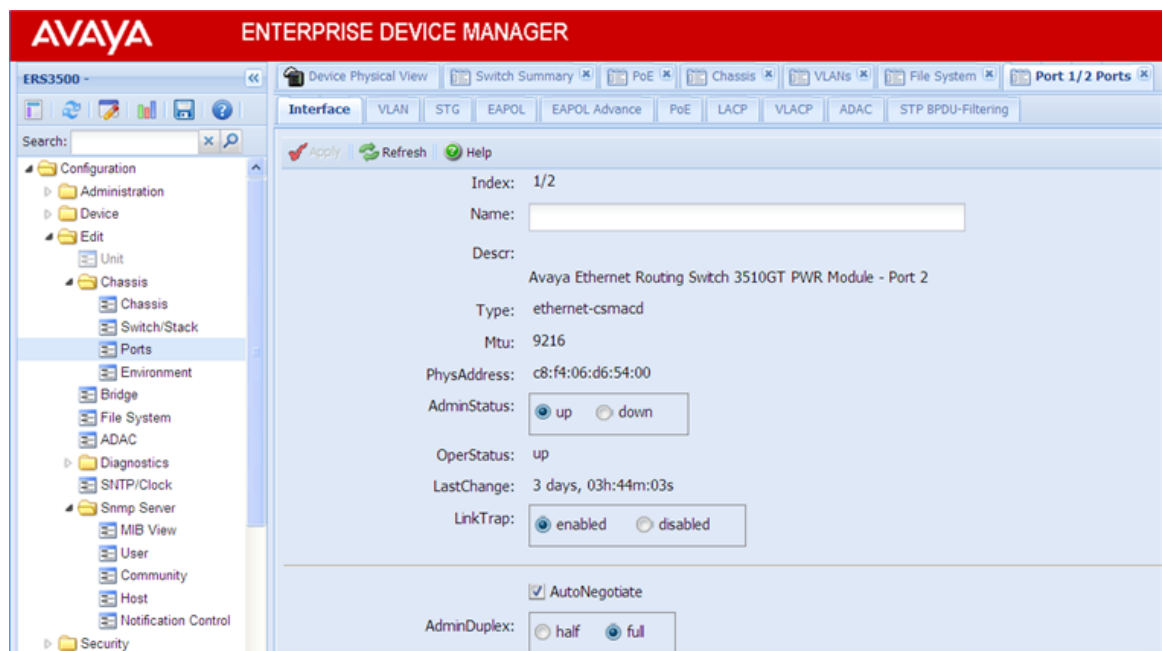 AVAYA ENTERPRISE DEVICE MANAGER
ERS3500 -
Search:
Configuration
Administration
Device
Edit
Unit
Chassis
Chassis
Switch/Stack
Ports
Environment
Bridge
File System
ADAC
Diagnostics
SNTP/Clock
Snmp Server
MIB View
User
Community
Host
Notification Control
Security
Device Physical View Switch Summary PoE Chassis VLANs File System Port 1/2 Ports
Interface VLAN STG EAPOL EAPOL Advance PoE LACP VLACP ADAC STP BPDU-Filtering
Apply Refresh Help
Index: 1/2
Name:
Descr:
Avaya Ethernet Routing Switch 3510GT PWR Module - Port 2
Type: ethernet-csmacd
Mtu: 9216
PhysAddress: c8:f4:06:d6:54:00
AdminStatus: up down
OperStatus: up
LastChange: 3 days, 03h:44m:03s
LinkTrap: enabled disabled
AutoNegotiate
AdminDuplex: half full